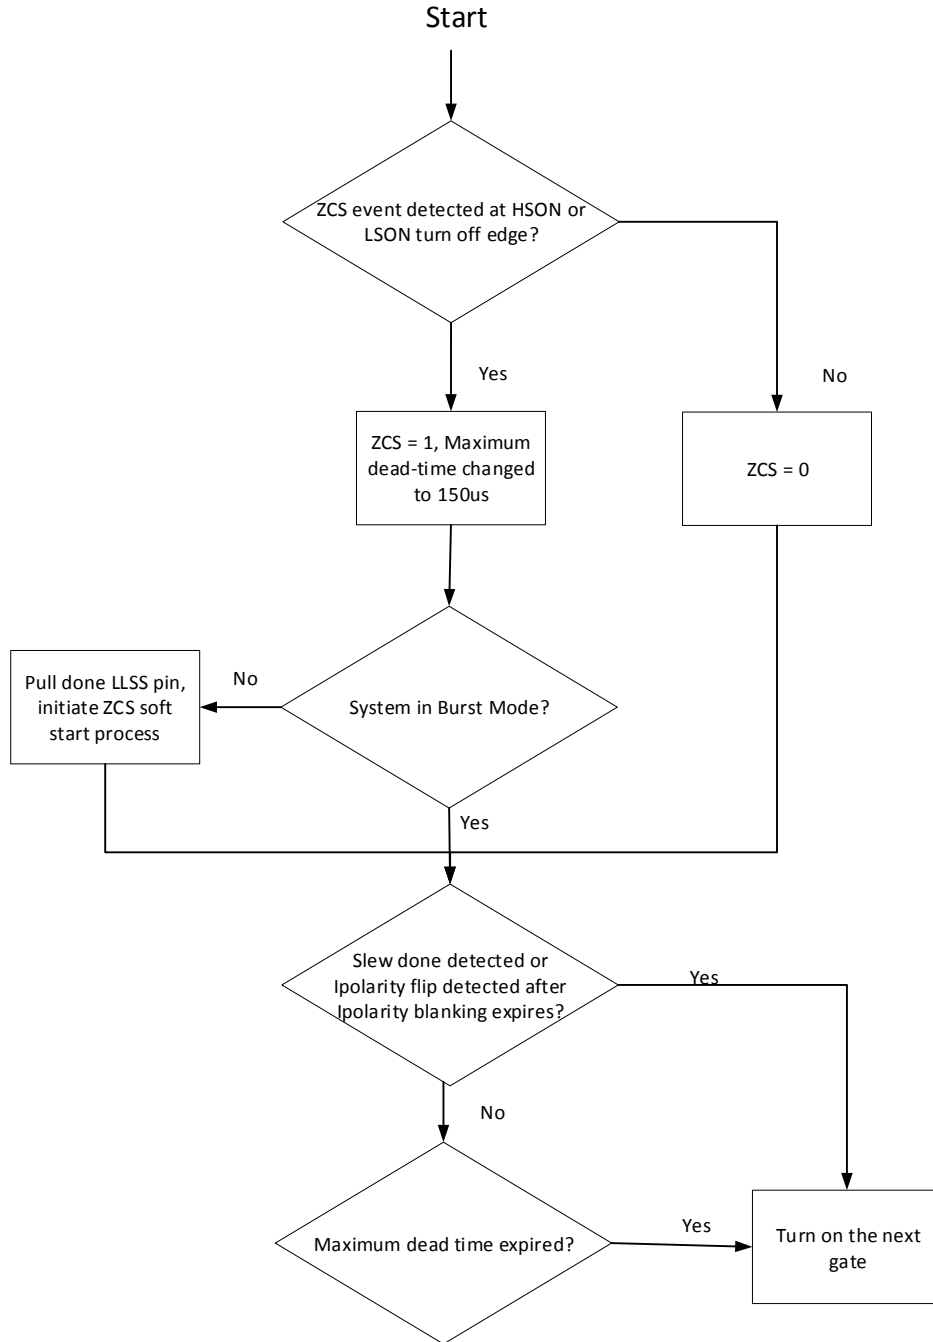 Start
ZCS event detected at HSON or
LSON turn off edge?
Yes
No
ZCS = 1, Maximum
dead-time changed
to 150us
ZCS = 0
Pull done LLSS pin,
initiate ZCS soft
start process
No
System in Burst Mode?
Yes
Slew done detected or
Ipolarity flip detected after
Ipolarity blanking expires?
Yes
No
Maximum dead time expired?
Yes
Turn on the next
gate